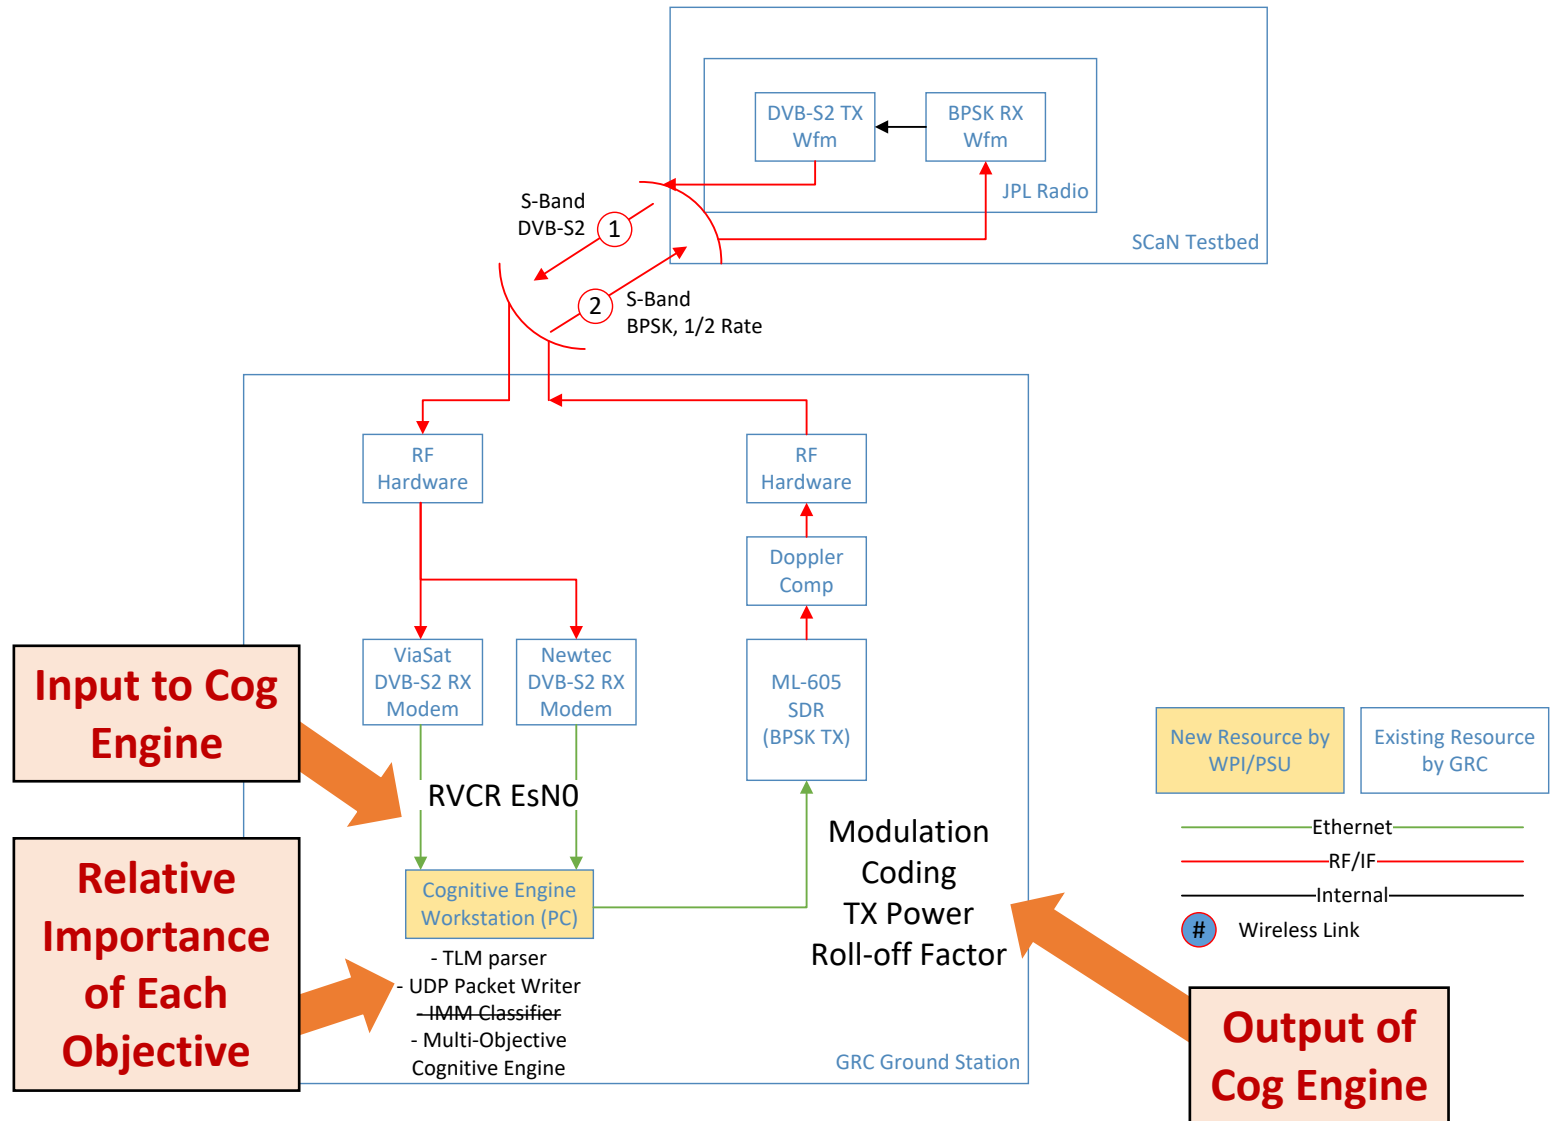 DVB-S2 TX
Wfm
BPSK RX
Wfm
JPL Radio
SCaN Testbed
S-Band
DVB-S2
1
2
S-Band
BPSK, 1/2 Rate
RF
Hardware
RF
Hardware
Doppler
Comp
ViaSat
DVB-S2 RX
Modem
Newtec
DVB-S2 RX
Modem
ML-605
SDR
(BPSK TX)
Input to Cog
Engine
RVCR EsN0
New Resource by
WPI/PSU
Existing Resource
by GRC
Ethernet
RF/IF
Internal
#
Wireless Link
Modulation
Coding
TX Power
Roll-off Factor
Relative
Importance
of Each
Objective
Cognitive Engine
Workstation (PC)
- TLM parser
- UDP Packet Writer
- IMM Classifier
- Multi-Objective
Cognitive Engine
GRC Ground Station
Output of
Cog Engine